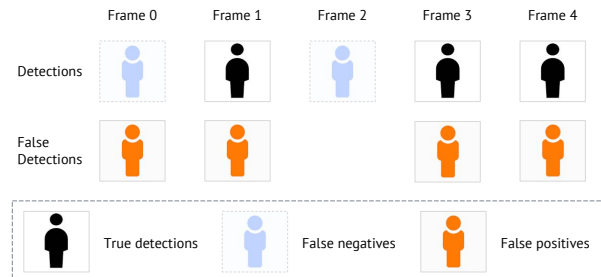 Frame 0 Frame 1 Frame 2 Frame 3 Frame 4
Detections
False
Detections
True detections False negatives False positives